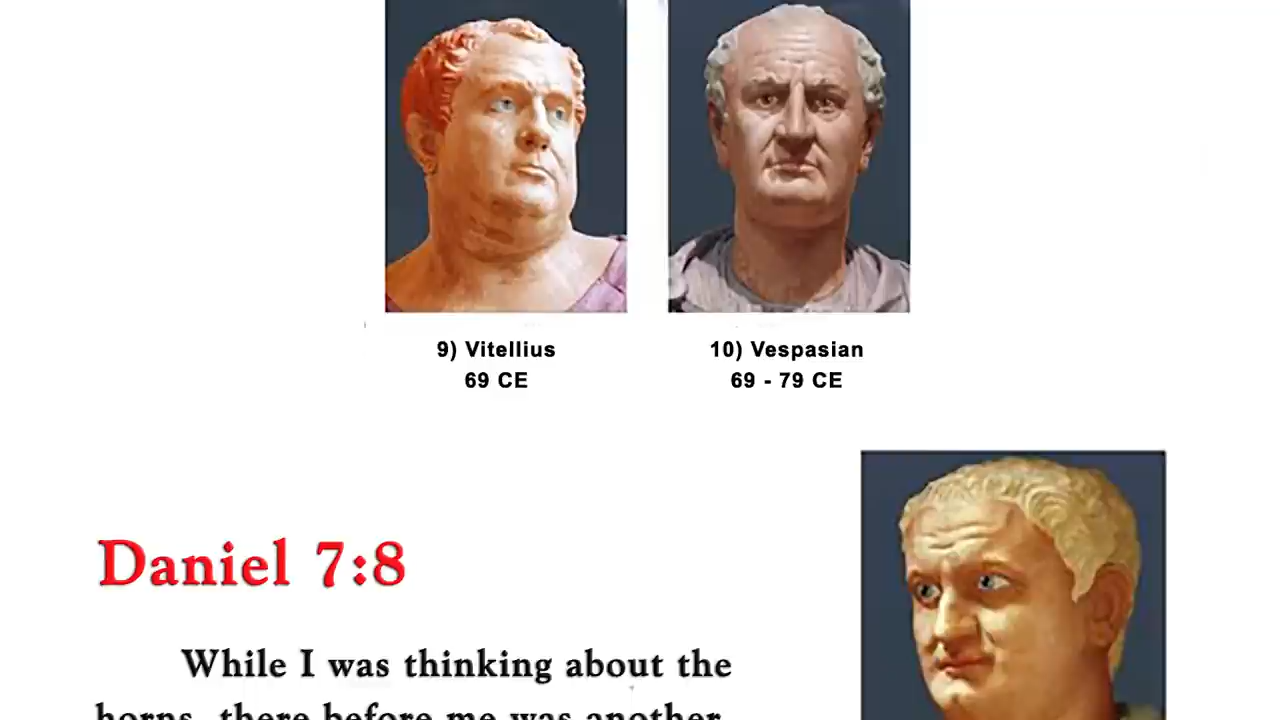 9) Vitellius
69 CE
10) Vespasian
69 - 79 CE
Daniel 7:8
While I was thinking about the
horns, there before me was another